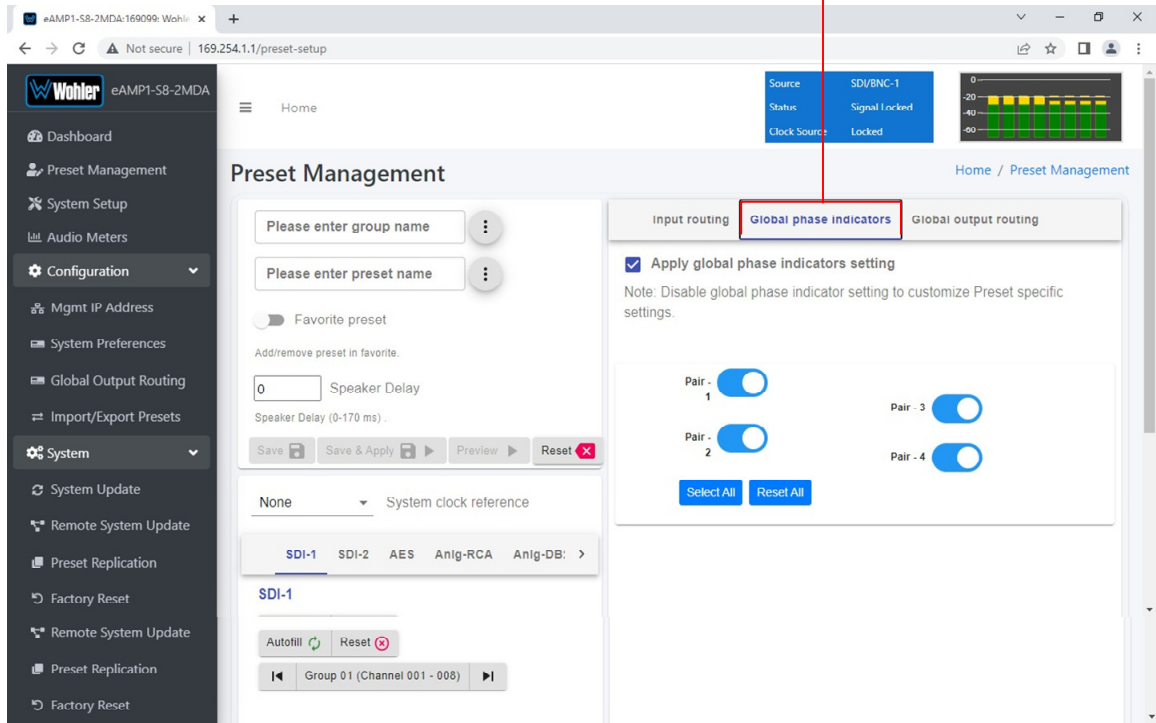 eAMP1-S8-2MDA:169099: Wohle
Not secure | 169.254.1.1/preset-setup
Wohler
eAMP1-S8-2MDA
Dashboard
Preset Management
System Setup
Audio Meters
Configuration
Mgmt IP Address
System Preferences
Global Output Routing
Import/Export Presets
System
System Update
Remote System Update
Preset Replication
Factory Reset
Remote System Update
Preset Replication
Factory Reset
Home
Source SDI/BNC-1
Status Signal Locked
Clock Source Locked
0
-20
-40
-60
Preset Management
Home / Preset Management
Please enter group name
Please enter preset name
Favorite preset
Add/remove preset in favorite.
0 Speaker Delay
Speaker Delay (0-170 ms) .
Save Save & Apply Preview Reset
None System clock reference
SDI-1 SDI-2 AES Anlg-RCA Anlg-DB:
SDI-1
Autofill Reset
Group 01 (Channel 001 - 008)
Input routing Global phase indicators Global output routing
Apply global phase indicators setting
Note: Disable global phase indicator setting to customize Preset specific
settings.
Pair -
1
Pair - 3
Pair -
2
Pair - 4
Select All Reset All